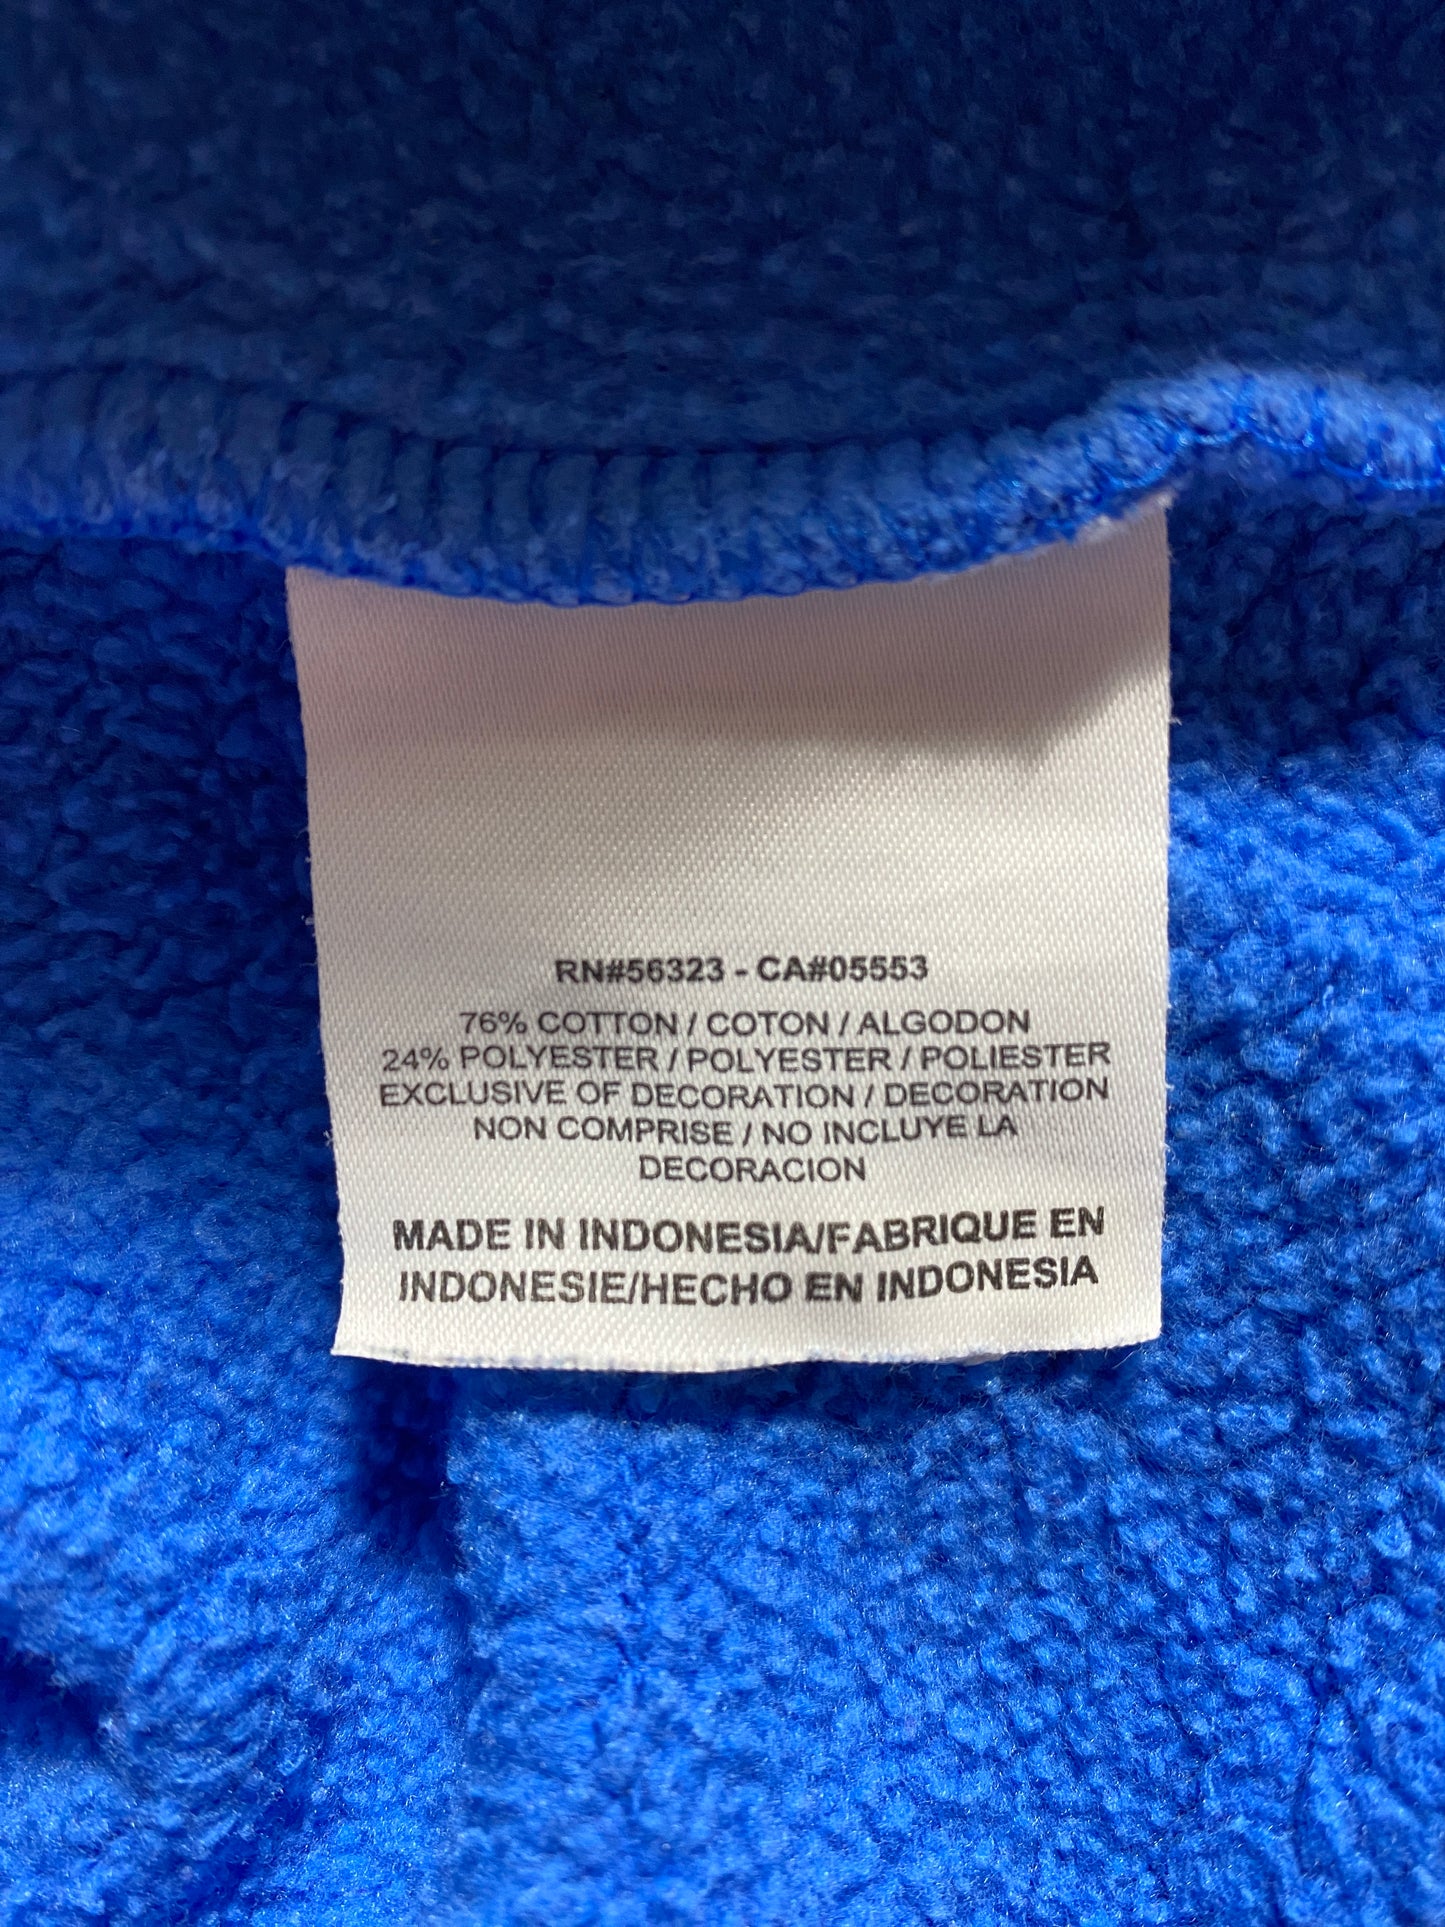 RN#56323 - CA#05553
76% COTTON / COTON / ALGODON
24% POLYESTER / POLYESTER / POLIESTER
EXCLUSIVE OF DECORATION / DECORATION
NON COMPRISE / NO INCLUYE LA
DECORACION
MADE IN INDONESIA/FABRIQUE EN
INDONESIE/HECHO EN INDONESIA